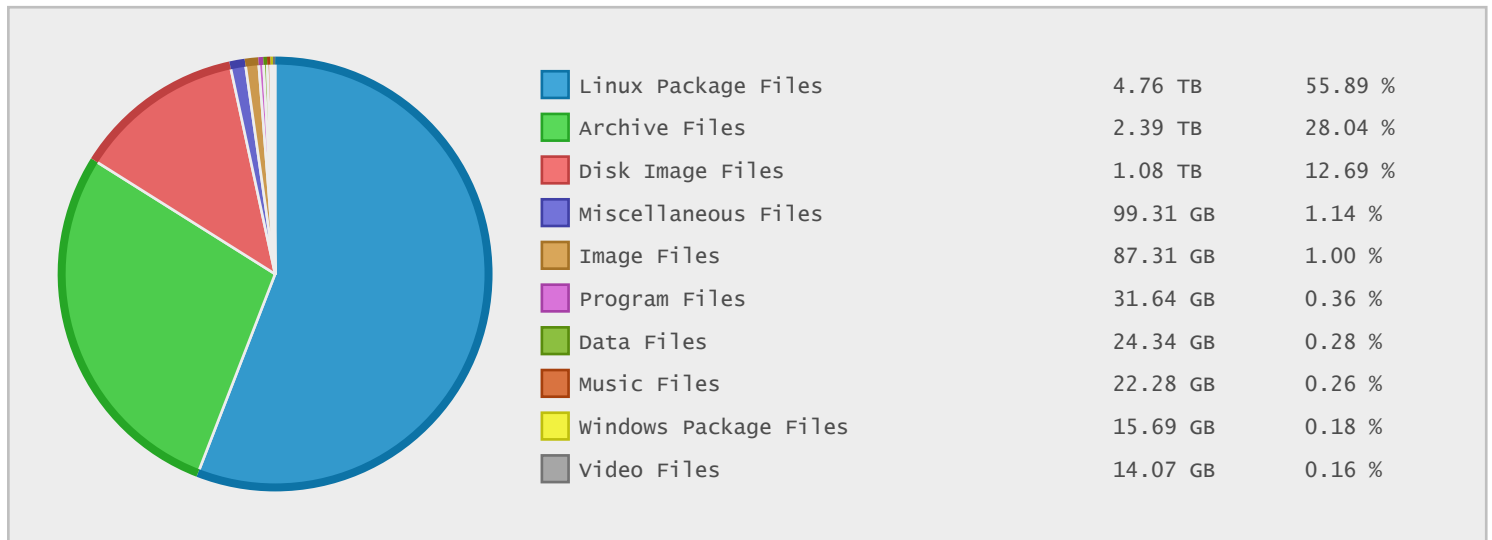 Linux Package Files 4.76 TB 55.89 %
Archive Files 2.39 TB 28.04 %
Disk Image Files 1.08 TB 12.69 %
Miscellaneous Files 99.31 GB 1.14 %
Image Files 87.31 GB 1.00 %
Program Files 31.64 GB 0.36 %
Data Files 24.34 GB 0.28 %
Music Files 22.28 GB 0.26 %
Windows Package Files 15.69 GB 0.18 %
Video Files 14.07 GB 0.16 %